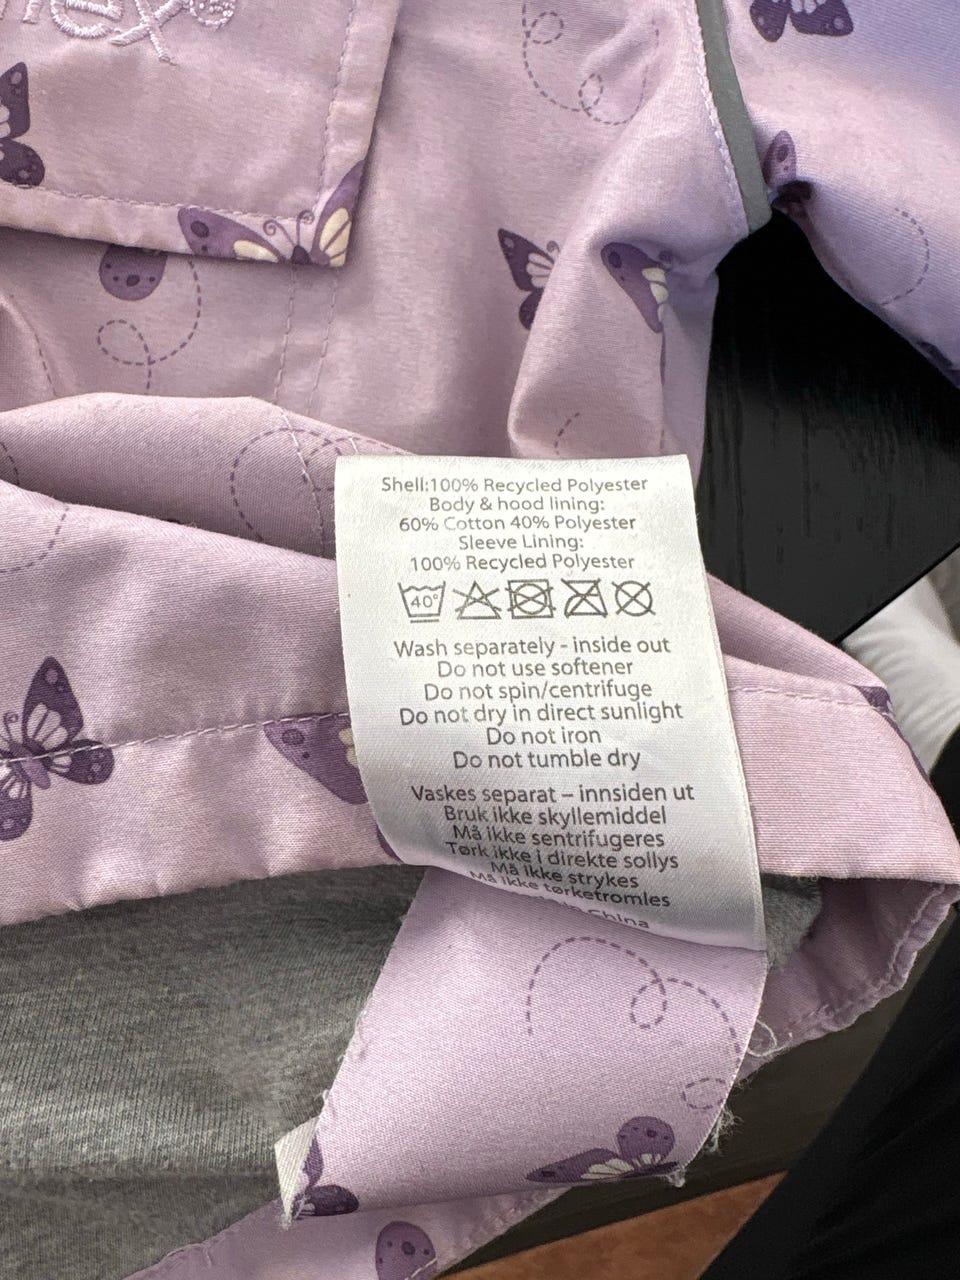 Shell:100% Recycled Polyester
Body & hood lining:
60% Cotton 40% Polyester
Sleeve Lining:
100% Recycled Polyester
40°
Wash separately - inside out
Do not use softener
Do not spin/centrifuge
Do not dry in direct sunlight
Do not iron
Do not tumble dry
Vaskes separat – innsiden ut
Bruk ikke skyllemiddel
Må ikke sentrifugeres
Tørk ikke i direkte sollys
Må ikke strykes
Må ikke tørketromles
China